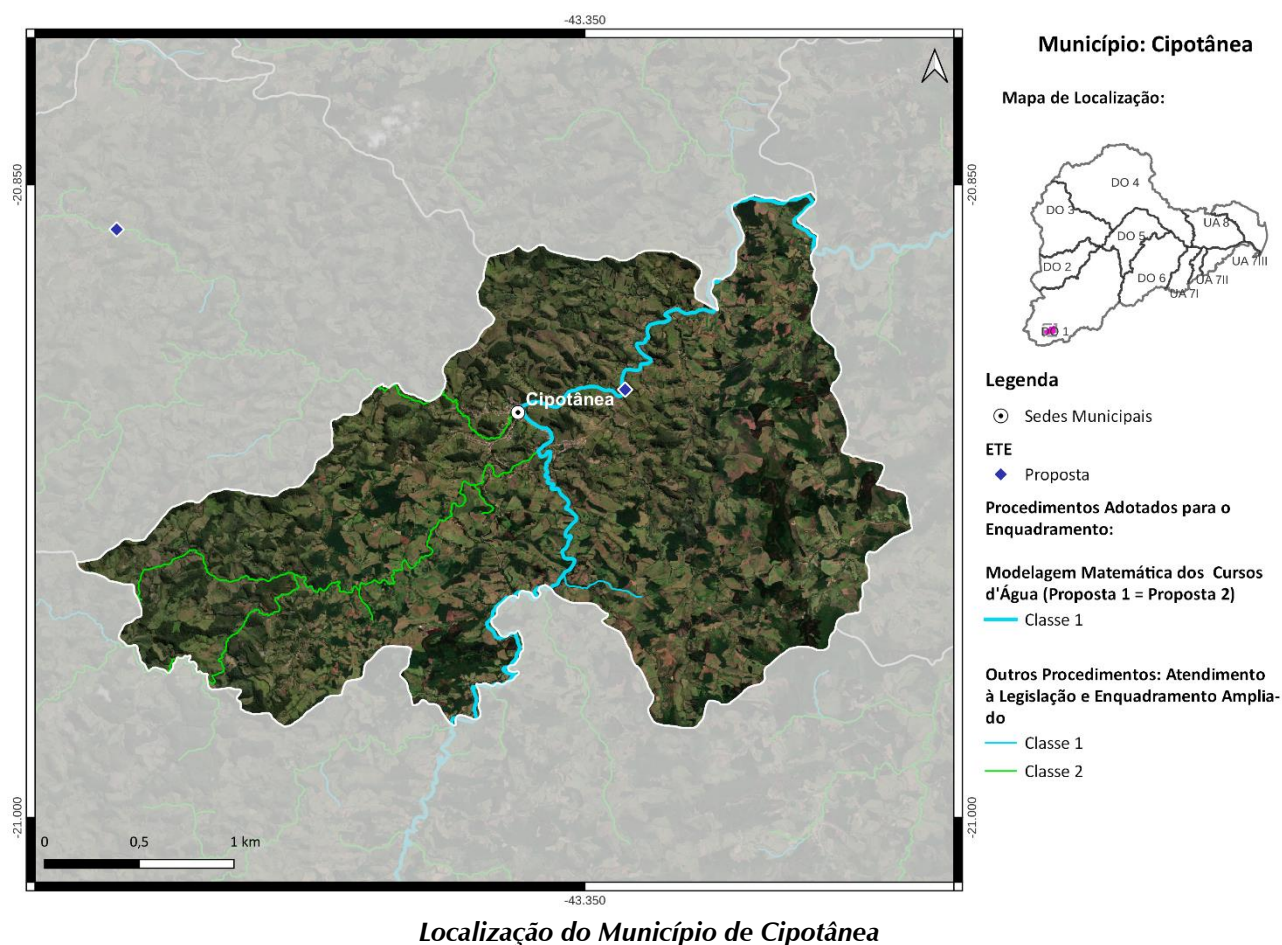 -43.350
Município: Cipotânea
Mapa de Localização:
-20.850
-20.850
DO 4
DO 3
UA 8
DO 5
DO 2
UA 7III
DO 6
UA 7II
UA 7I
DO 1
Cipotânea
Legenda
Sedes Municipais
ETE
Proposta
Procedimentos Adotados para o
Enquadramento:
Modelagem Matemática dos Cursos
d'Água (Proposta 1 = Proposta 2)
Classe 1
Outros Procedimentos: Atendimento
à Legislação e Enquadramento Amplia-
do
Classe 1
Classe 2
-21.000
-21.000
0 0,5 1 km
-43.350
Localização do Município de Cipotânea